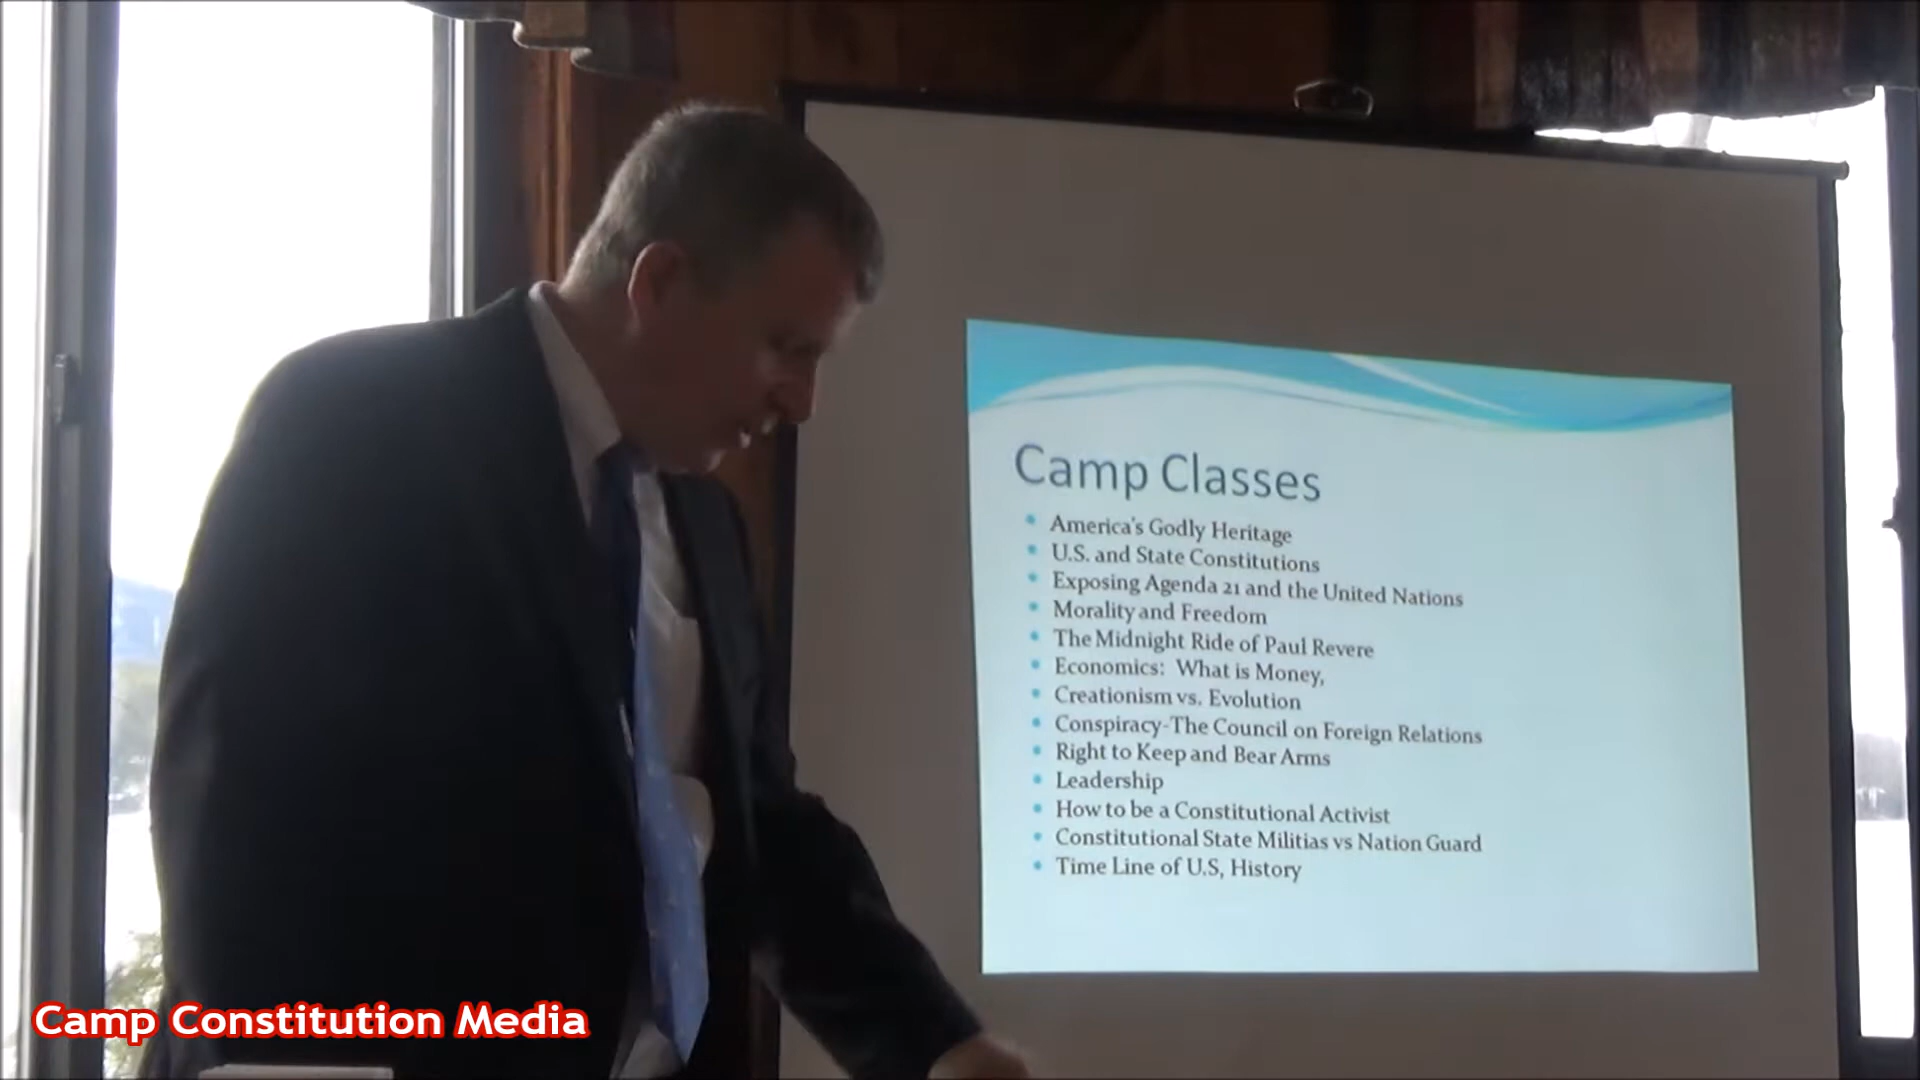 Camp Classes
America's Godly Heritage
U.S. and State Constitutions
Exposing Agenda 21 and the United Nations
Morality and Freedom
The Midnight Ride of Paul Revere
Economics: What is Money,
Creationism vs. Evolution
Conspiracy-The Council on Foreign Relations
Right to Keep and Bear Arms
Leadership
How to be a Constitutional Activist
Constitutional State Militias vs Nation Guard
Time Line of U.S, History
Camp Constitution Media